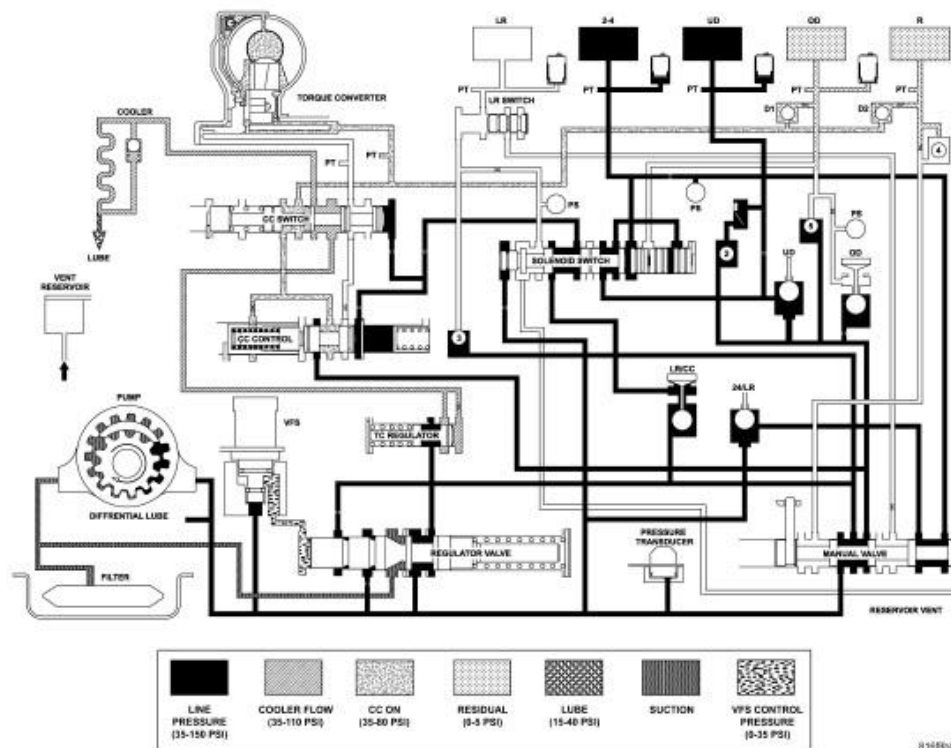 LR
2-4
UD
OD
R
PT
PT
PT
PT
PT
LR SWITCH
TORQUE CONVERTER
COOLER
D1
D2
4
PT
PT
CC SWITCH
PS
PS
5
PS
LUBE
SOLENOID SWITCH
2
UD
OD
VENT
RESERVOIR
CC CONTROL
3
LR/CC
24/LR
PUMP
VFS
TC REGULATOR
DIFFRENTIAL LUBE
REGULATOR VALVE
PRESSURE
TRANSDUCER
MANUAL VALVE
FILTER
RESERVOIR VENT
LINE
PRESSURE
(35-150 PSI)
COOLER FLOW
(35-110 PSI)
CC ON
(35-80 PSI)
RESIDUAL
(0-5 PSI)
LUBE
(15-40 PSI)
SUCTION
VFS CONTROL
PRESSURE
(0-35 PSI)